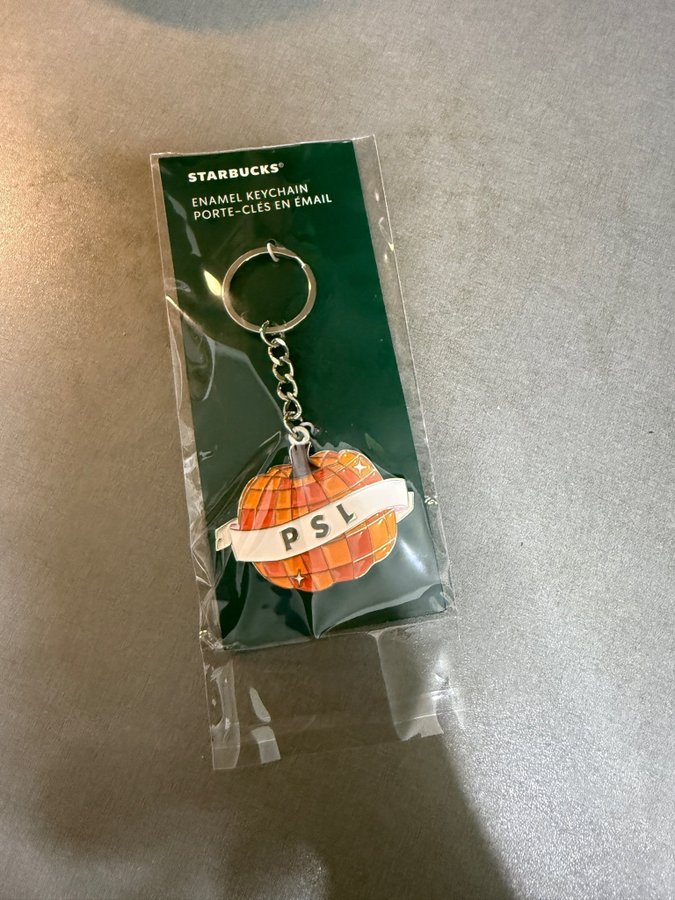 STARBUCKS®
ENAMEL KEYCHAIN
PORTE-CLÉS EN ÉMAIL
PSL